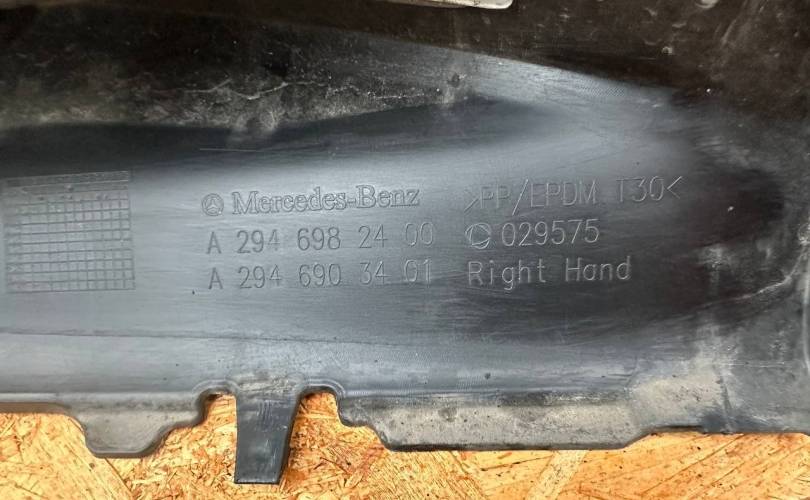 Mercedes-Benz >PP/EPDM T30<
A 294 698 24 00 029575
A 294 690 34 01 Right Hand